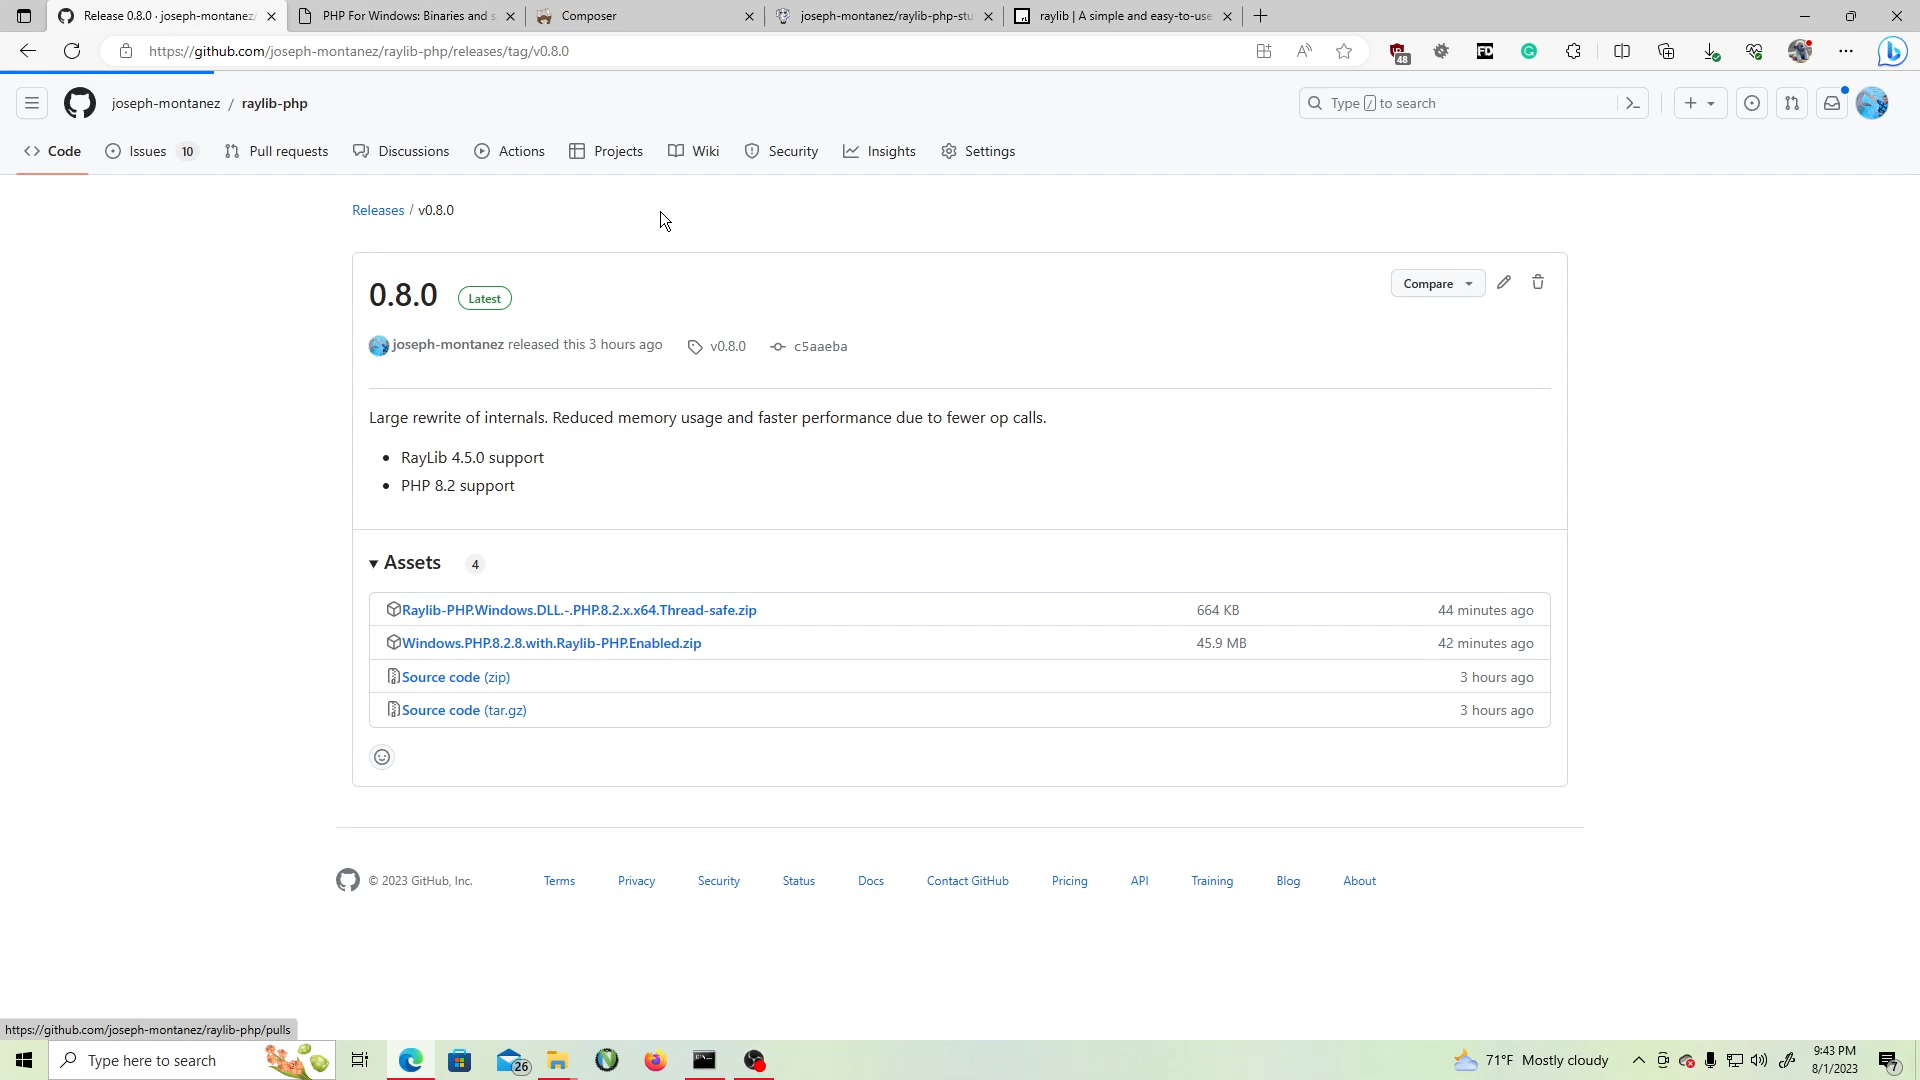 Release 0.8.0 · joseph-montanez/
PHP For Windows: Binaries and s
Composer
joseph-montanez/raylib-php-stu
raylib | A simple and easy-to-use
https://github.com/joseph-montanez/raylib-php/releases/tag/v0.8.0
48
FD
joseph-montanez / raylib-php
Type / to search
Code
Issues 10
Pull requests
Discussions
Actions
Projects
Wiki
Security
Insights
Settings
Releases / v0.8.0
0.8.0 Latest
Compare
joseph-montanez released this 3 hours ago
v0.8.0
c5aaeba
Large rewrite of internals. Reduced memory usage and faster performance due to fewer op calls.
• RayLib 4.5.0 support
• PHP 8.2 support
Assets 4
Raylib-PHP.Windows.DLL.-.PHP.8.2.x.x64.Thread-safe.zip 664 KB 44 minutes ago
Windows.PHP.8.2.8.with.Raylib-PHP.Enabled.zip 45.9 MB 42 minutes ago
Source code (zip) 3 hours ago
Source code (tar.gz) 3 hours ago
© 2023 GitHub, Inc.
Terms
Privacy
Security
Status
Docs
Contact GitHub
Pricing
API
Training
Blog
About
https://github.com/joseph-montanez/raylib-php/pulls
Type here to search
26
71°F Mostly cloudy
9:43 PM
8/1/2023
7